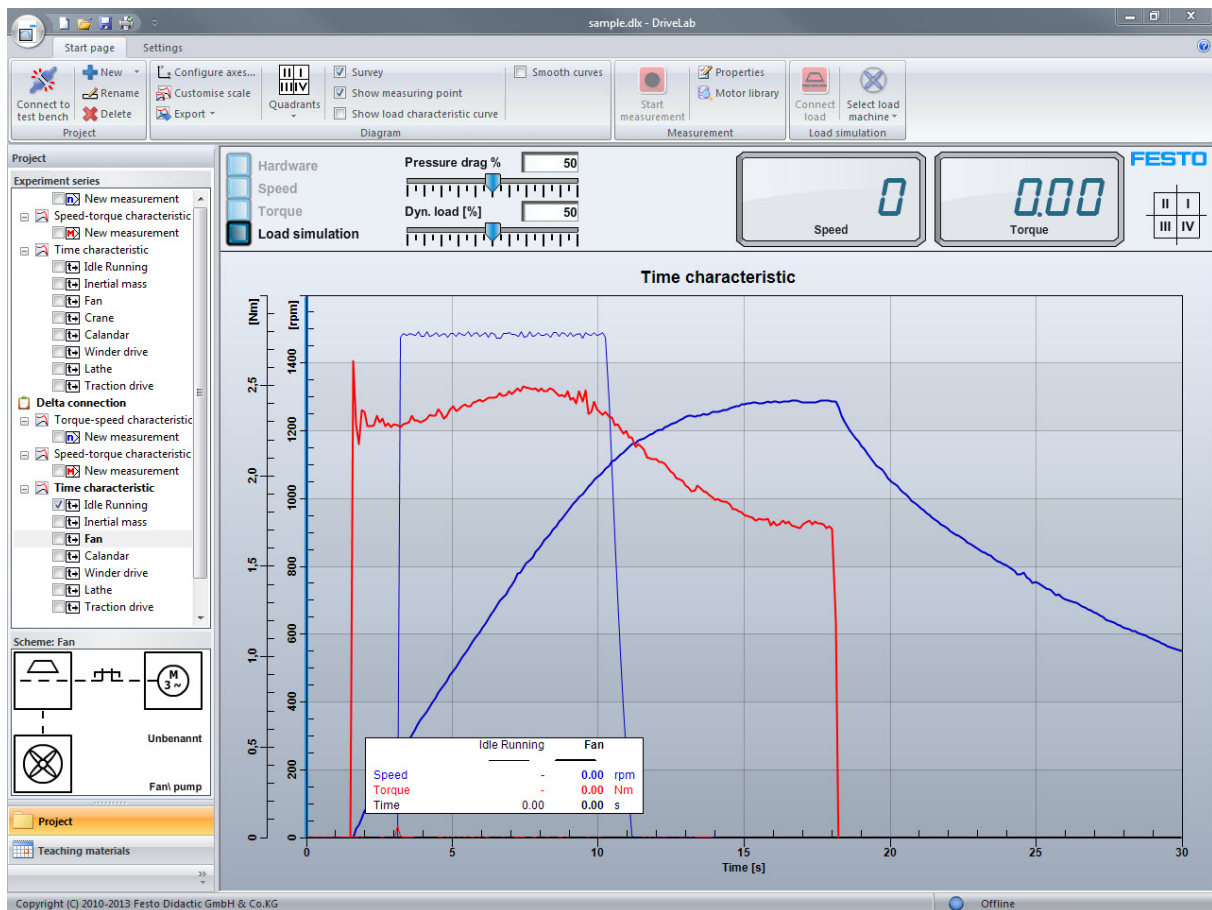 sample.dlx - DriveLab
Start page
Settings
Connect to test bench
New
Rename
Delete
Project
Configure axes...
Customise scale
Export
Quadrants
II I
III IV
Survey
Show measuring point
Show load characteristic curve
Smooth curves
Diagram
Start measurement
Properties
Motor library
Measurement
Connect load
Select load machine
Load simulation
Project
Experiment series
New measurement
Speed-torque characteristic
New measurement
Time characteristic
Idle Running
Inertial mass
Fan
Crane
Calandar
Winder drive
Lathe
Traction drive
Delta connection
Torque-speed characteristic
New measurement
Speed-torque characteristic
New measurement
Time characteristic
Idle Running
Inertial mass
Fan
Calandar
Winder drive
Lathe
Traction drive
Scheme: Fan
M
3~
Unbenannt
Fan\ pump
Project
Teaching materials
Hardware
Speed
Torque
Load simulation
Pressure drag % 50
Dyn. load [%] 50
0
Speed
0.00
Torque
FESTO
II I
III IV
Time characteristic
[Nm]
2,5
2,0
1,5
1,0
0,5
0
[rpm]
1400
1200
1000
800
600
400
200
0
0 5 10 15 20 25 30
Time [s]
Idle Running Fan
Speed - 0.00 rpm
Torque - 0.00 Nm
Time 0.00 0.00 s
Copyright (C) 2010-2013 Festo Didactic GmbH & Co.KG
Offline